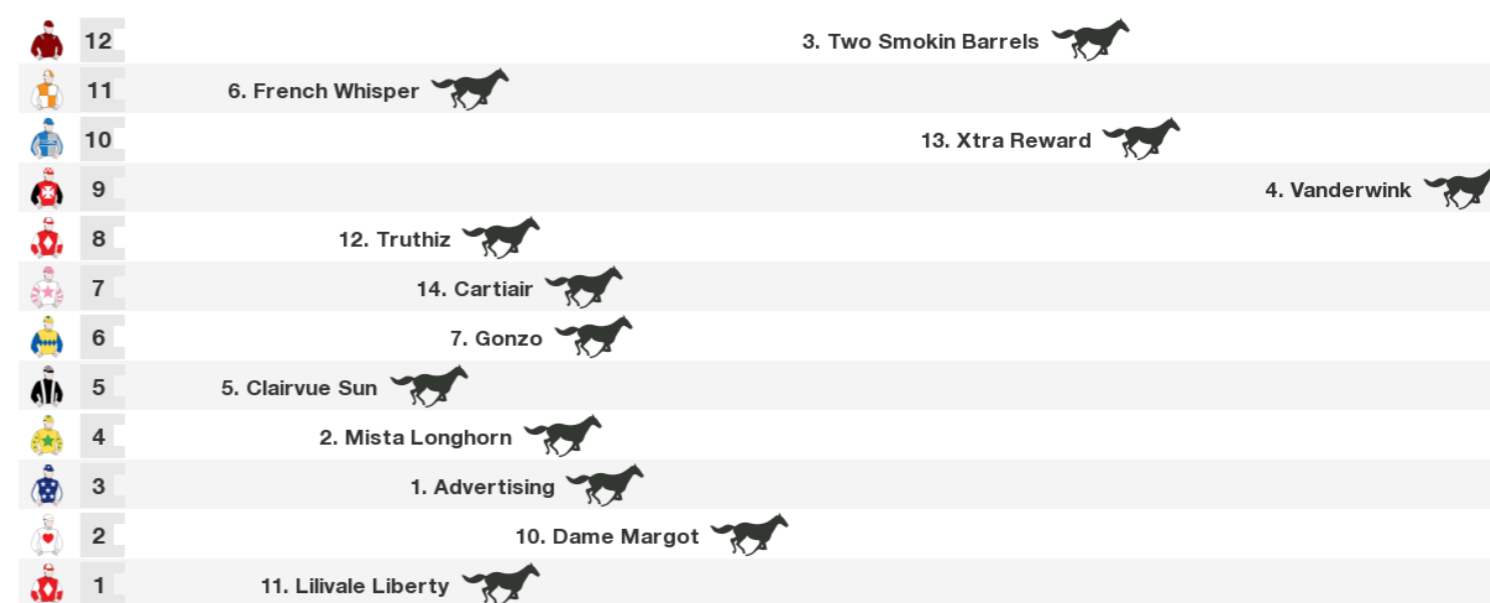 12 3. Two Smokin Barrels
11 6. French Whisper
10 13. Xtra Reward
9 4. Vanderwink
8 12. Truthiz
7 14. Cartiair
6 7. Gonzo
5 5. Clairvue Sun
4 2. Mista Longhorn
3 1. Advertising
2 10. Dame Margot
1 11. Lilivale Liberty